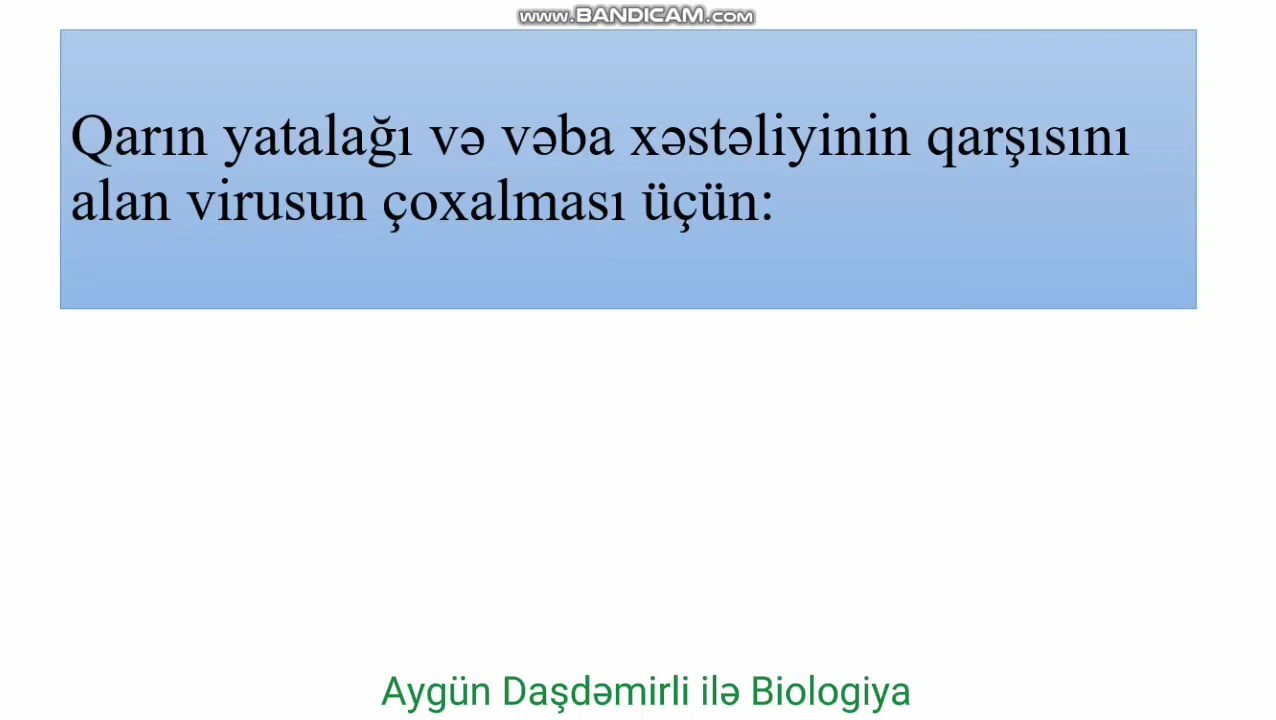 www.BANDICAM.com
Qarın yatalağı və vəba xəstəliyinin qarşısını
alan virusun çoxalması üçün:
Aygün Daşdəmirli ilə Biologiya